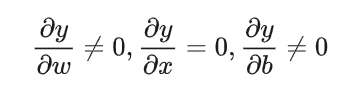 ∂y/∂w ≠ 0, ∂y/∂x = 0, ∂y/∂b ≠ 0